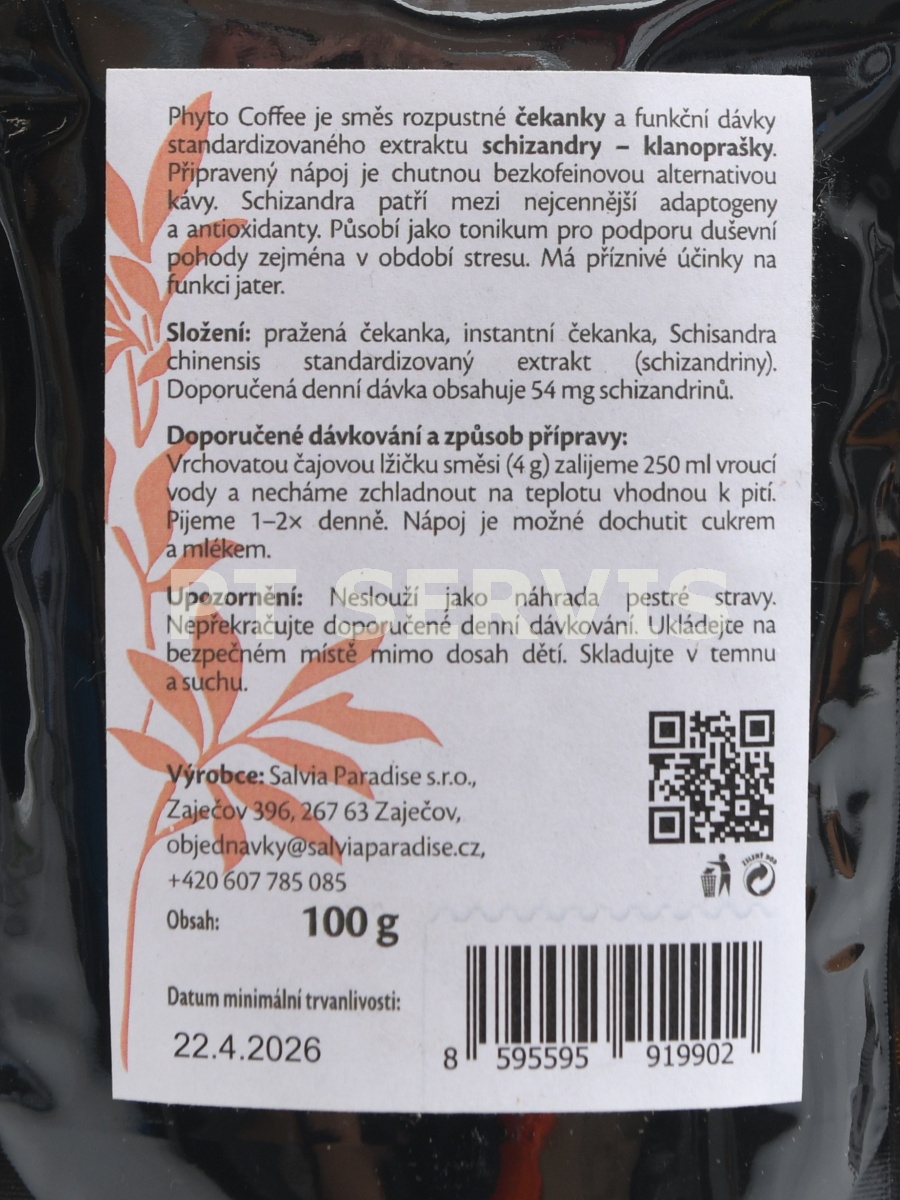 Phyto Coffee je směs rozpustné čekanky a funkční dávky
standardizovaného extraktu schizandry – klanoprašky.
Připravený nápoj je chutnou bezkofeinovou alternativou
kávy. Schizandra patří mezi nejcennější adaptogeny
a antioxidanty. Působí jako tonikum pro podporu duševní
pohody zejména v období stresu. Má příznivé účinky na
funkci jater.
Složení: pražená čekanka, instantní čekanka, Schisandra
chinensis standardizovaný extrakt (schizandriny).
Doporučená denní dávka obsahuje 54 mg schizandrinů.
Doporučené dávkování a způsob přípravy:
Vrchovatou čajovou lžičku směsi (4 g) zalijeme 250 ml vroucí
vody a necháme zchladnout na teplotu vhodnou k pití.
Pijeme 1–2× denně. Nápoj je možné dochutit cukrem
a mlékem.
PT SERVIS
Upozornění: Neslouží jako náhrada pestré stravy.
Nepřekračujte doporučené denní dávkování. Ukládejte na
bezpečném místě mimo dosah dětí. Skladujte v temnu
a suchu.
Výrobce: Salvia Paradise s.r.o.,
Zaječov 396, 267 63 Zaječov,
objednavky@salviaparadise.cz,
+420 607 785 085
ZELENÝ BOD
Obsah: 100 g
Datum minimální trvanlivosti:
22.4.2026
8 595595 919902